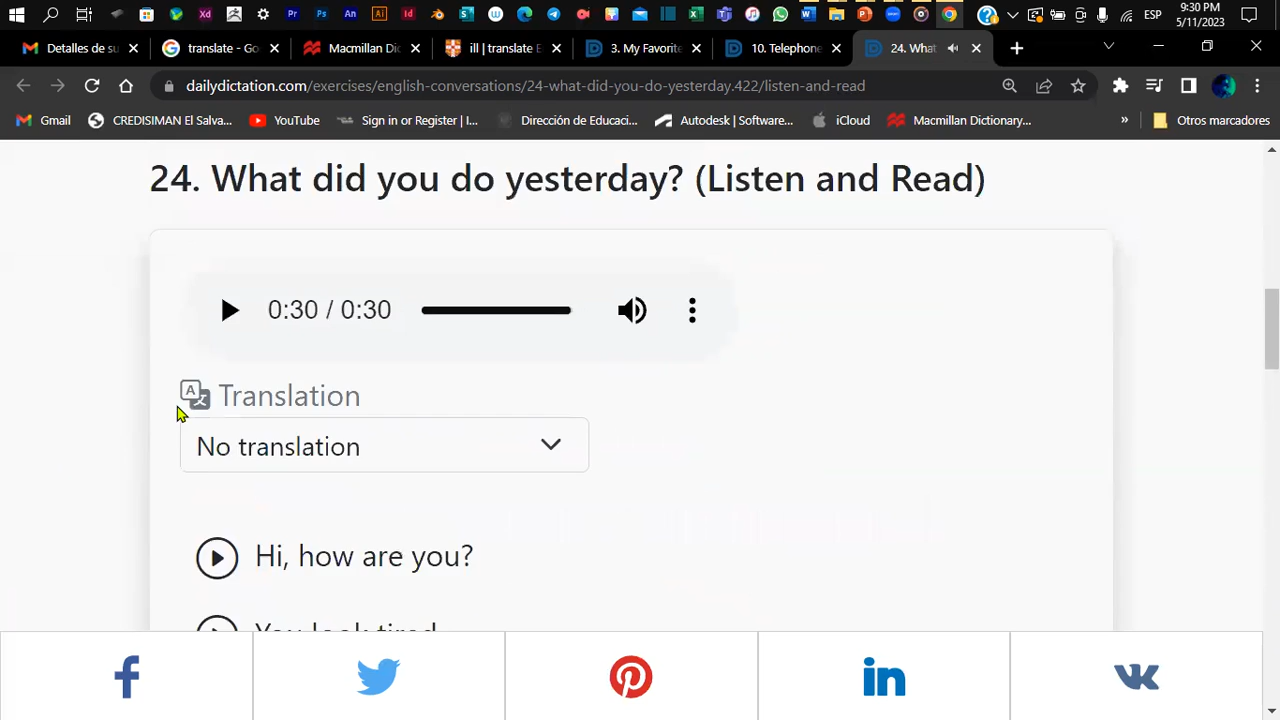 ESP
9:30 PM
5/11/2023
Detalles de su
translate - Go
Macmillan Dic
ill | translate E
3. My Favorite
10. Telephone
24. What
dailydictation.com/exercises/english-conversations/24-what-did-you-do-yesterday.422/listen-and-read
Gmail
CREDISIMAN El Salva...
YouTube
Sign in or Register | I...
Dirección de Educaci...
Autodesk | Software...
iCloud
Macmillan Dictionary...
»
Otros marcadores
24. What did you do yesterday? (Listen and Read)
0:30 / 0:30
Translation
No translation
Hi, how are you?
You look tired